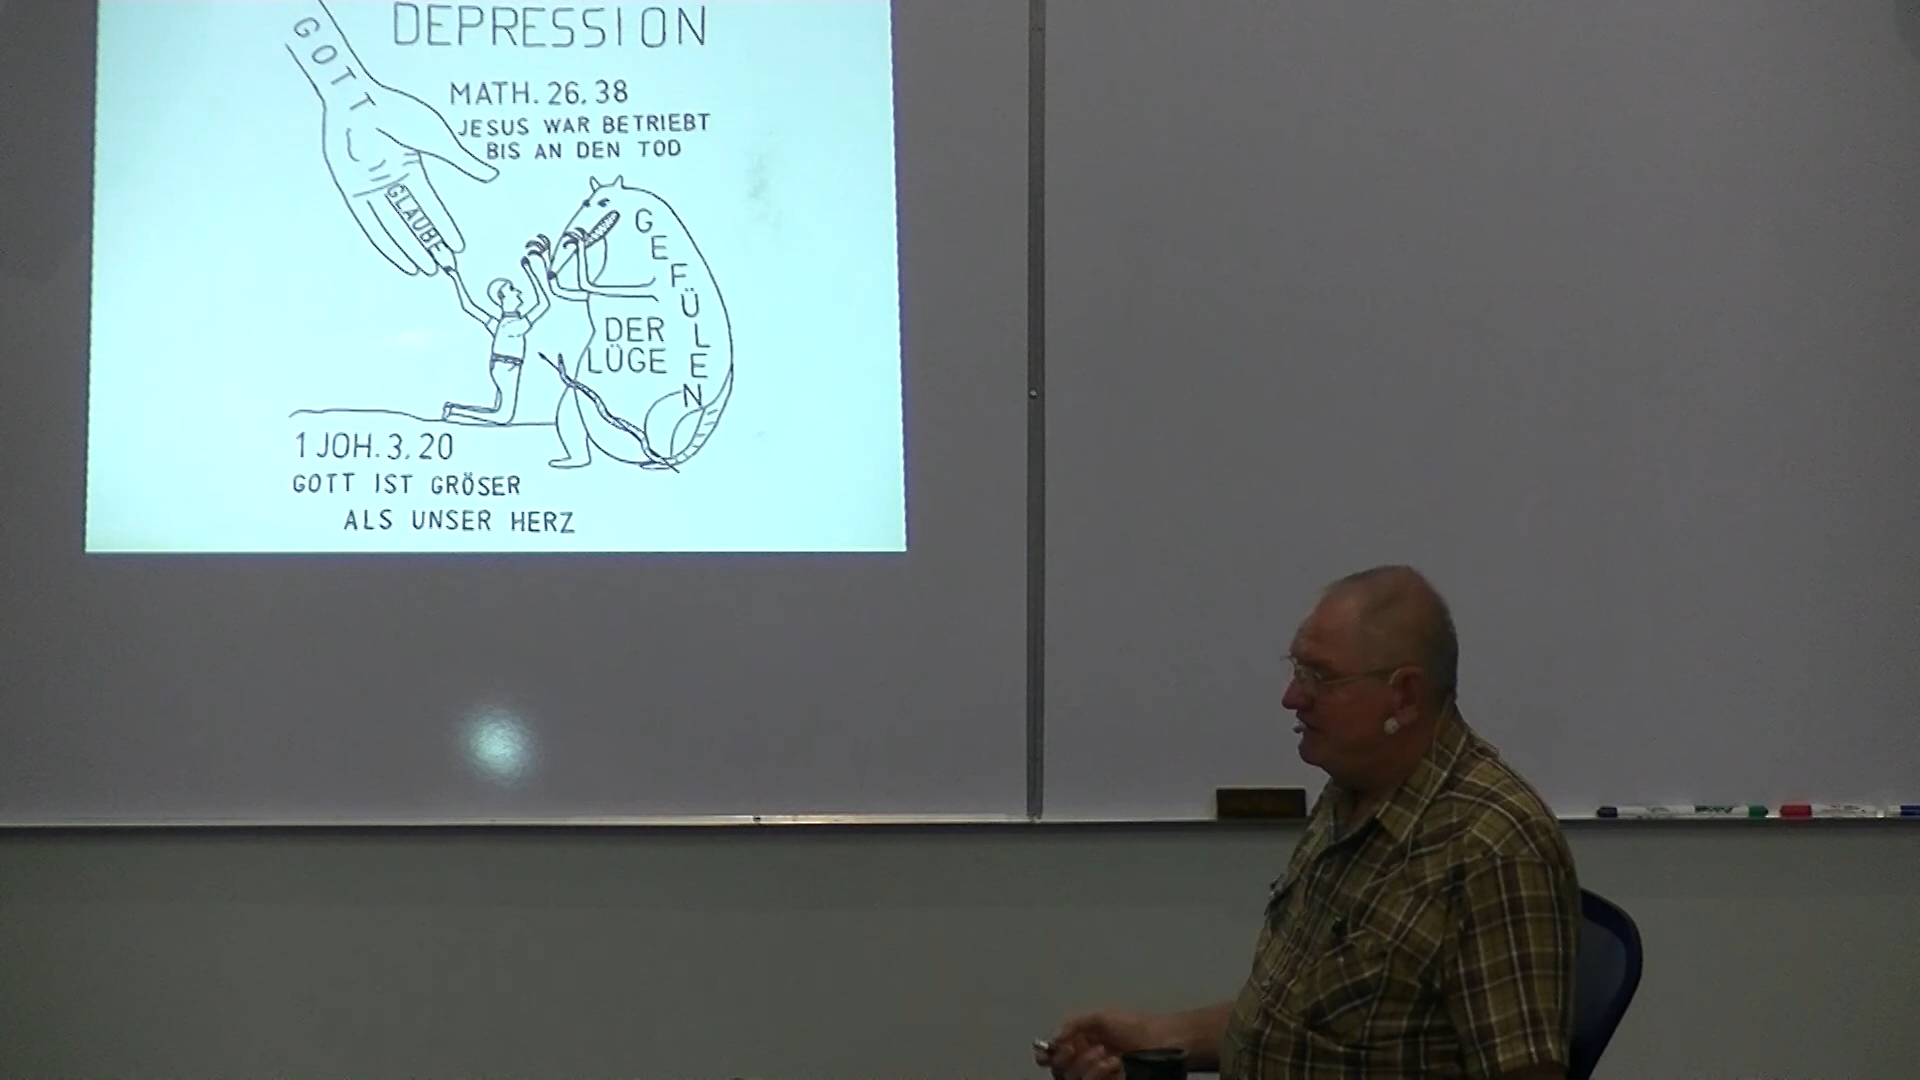 DEPRESSION
GOTT
MATH. 26, 38
JESUS WAR BETRIEBT
BIS AN DEN TOD
GLAUBE
GEFÜLEN
DER
LÜGE
1 JOH. 3, 20
GOTT IST GRÖSER
ALS UNSER HERZ